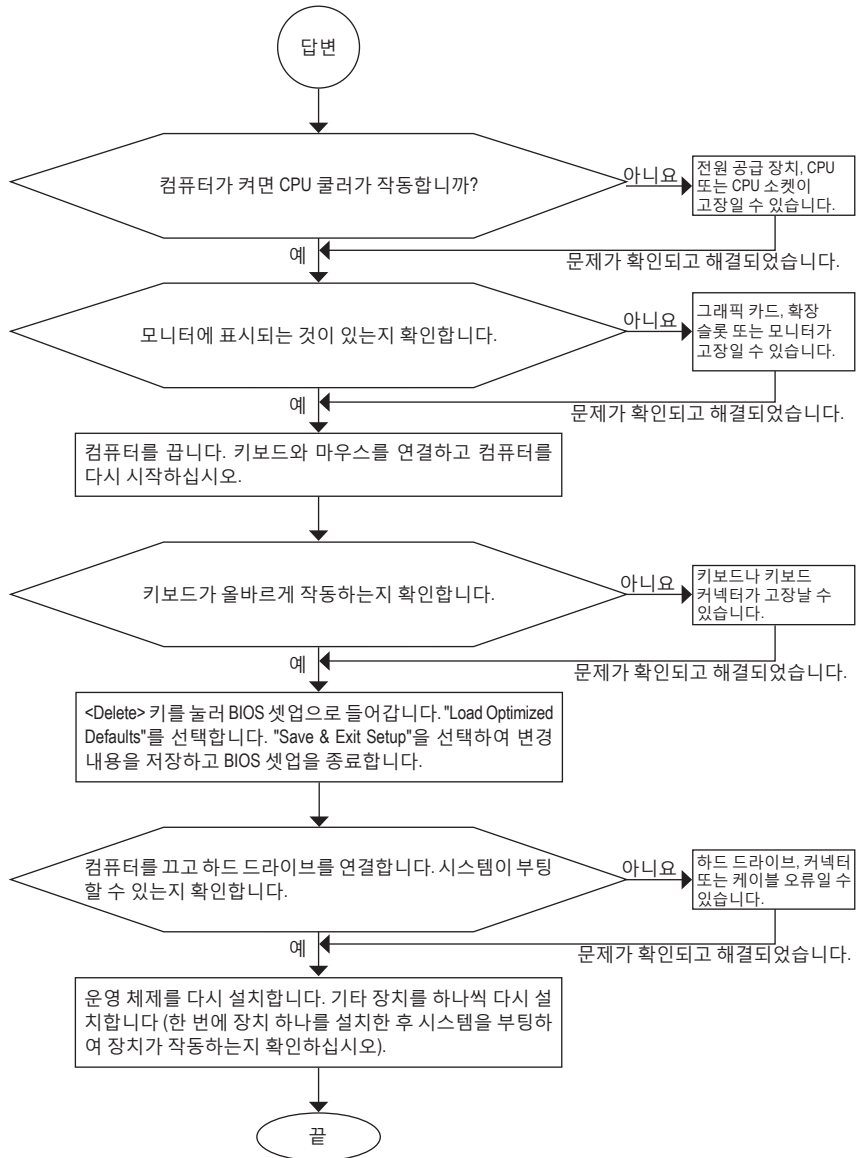 답변
컴퓨터가 켜면 CPU 쿨러가 작동합니까?
아니요
전원 공급 장치, CPU
또는 CPU 소켓이
고장일 수 있습니다.
예
문제가 확인되고 해결되었습니다.
모니터에 표시되는 것이 있는지 확인합니다.
아니요
그래픽 카드, 확장
슬롯 또는 모니터가
고장일 수 있습니다.
예
문제가 확인되고 해결되었습니다.
컴퓨터를 끕니다. 키보드와 마우스를 연결하고 컴퓨터를
다시 시작하십시오.
키보드가 올바르게 작동하는지 확인합니다.
아니요
키보드나 키보드
커넥터가 고장날 수
있습니다.
예
문제가 확인되고 해결되었습니다.
<Delete> 키를 눌러 BIOS 셋업으로 들어갑니다. "Load Optimized
Defaults"를 선택합니다. "Save & Exit Setup"을 선택하여 변경
내용을 저장하고 BIOS 셋업을 종료합니다.
컴퓨터를 끄고 하드 드라이브를 연결합니다. 시스템이 부팅
할 수 있는지 확인합니다.
아니요
하드 드라이브, 커넥터
또는 케이블 오류일 수
있습니다.
예
문제가 확인되고 해결되었습니다.
운영 체제를 다시 설치합니다. 기타 장치를 하나씩 다시 설
치합니다 (한 번에 장치 하나를 설치한 후 시스템을 부팅하
여 장치가 작동하는지 확인하십시오).
끝